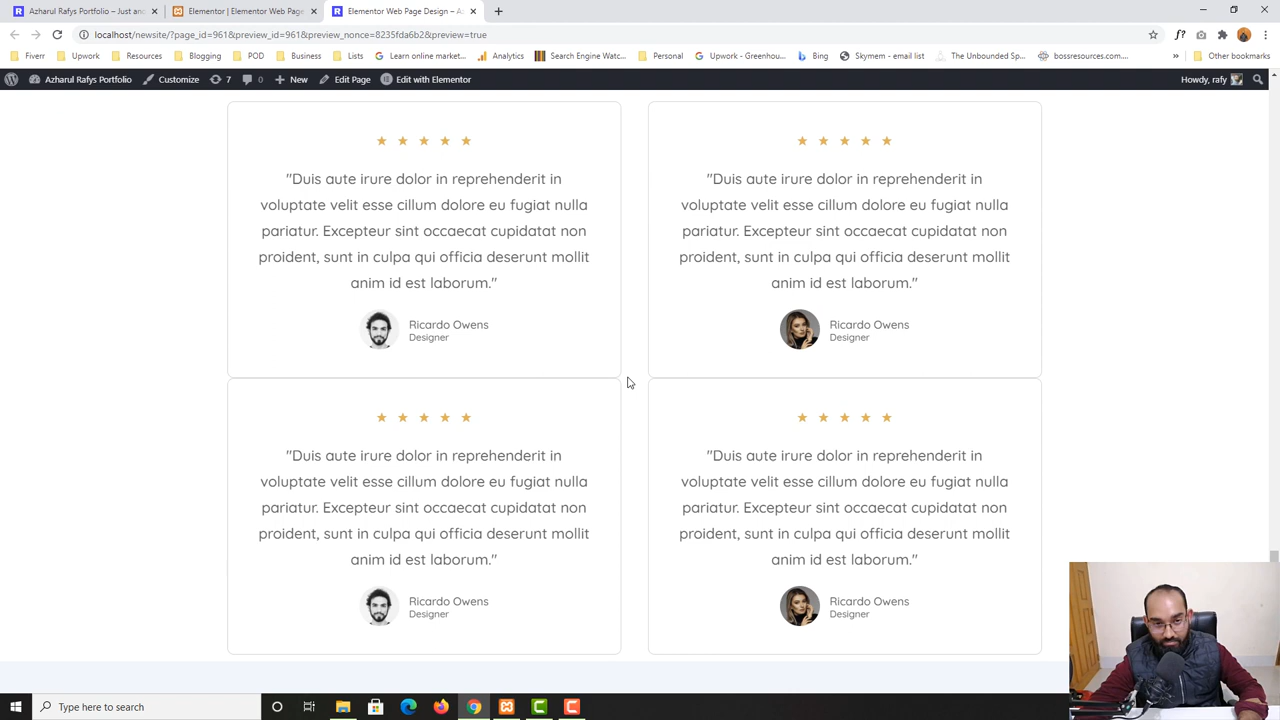 Azharul Rafys Portfolio – Just ano
Elementor | Elementor Web Page
Elementor Web Page Design – A
localhost/newsite/?page_id=961&preview_id=961&preview_nonce=8235fda6b2&preview=true
Fiverr
Upwork
Resources
Blogging
POD
Business
Lists
Learn online market...
Analytics
Search Engine Watc...
Personal
Upwork - Greenhou...
Bing
Skymem - email list
The Unbounded Sp...
bossresources.com...
»
Other bookmarks
Azharul Rafys Portfolio
Customize
7
0
+ New
Edit Page
Edit with Elementor
Howdy, rafy
"Duis aute irure dolor in reprehenderit in
voluptate velit esse cillum dolore eu fugiat nulla
pariatur. Excepteur sint occaecat cupidatat non
proident, sunt in culpa qui officia deserunt mollit
anim id est laborum."
Ricardo Owens
Designer
"Duis aute irure dolor in reprehenderit in
voluptate velit esse cillum dolore eu fugiat nulla
pariatur. Excepteur sint occaecat cupidatat non
proident, sunt in culpa qui officia deserunt mollit
anim id est laborum."
Ricardo Owens
Designer
"Duis aute irure dolor in reprehenderit in
voluptate velit esse cillum dolore eu fugiat nulla
pariatur. Excepteur sint occaecat cupidatat non
proident, sunt in culpa qui officia deserunt mollit
anim id est laborum."
Ricardo Owens
Designer
"Duis aute irure dolor in reprehenderit in
voluptate velit esse cillum dolore eu fugiat nulla
pariatur. Excepteur sint occaecat cupidatat non
proident, sunt in culpa qui officia deserunt mollit
anim id est laborum."
Ricardo Owens
Designer
Type here to search